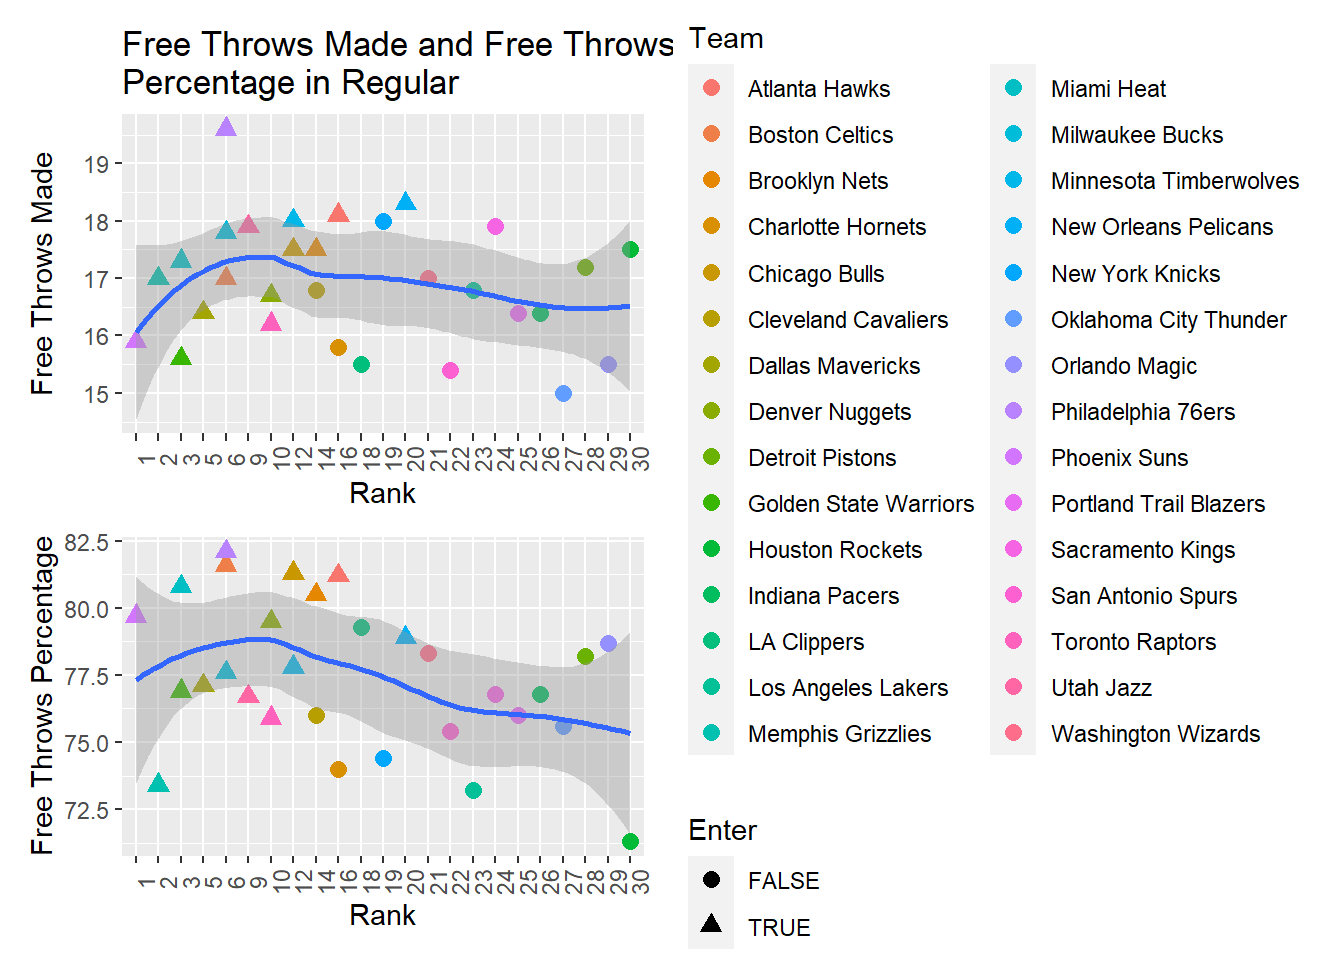 Free Throws Made and Free Throws
Percentage in Regular
Free Throws Made
19
18
17
16
15
1 2 3 5 6 9 10 12 14 16 18 19 20 21 22 23 24 25 26 27 28 29 30
Rank
Free Throws Percentage
82.5
80.0
77.5
75.0
72.5
1 2 3 5 6 9 10 12 14 16 18 19 20 21 22 23 24 25 26 27 28 29 30
Rank
Team
Atlanta Hawks
Boston Celtics
Brooklyn Nets
Charlotte Hornets
Chicago Bulls
Cleveland Cavaliers
Dallas Mavericks
Denver Nuggets
Detroit Pistons
Golden State Warriors
Houston Rockets
Indiana Pacers
LA Clippers
Los Angeles Lakers
Memphis Grizzlies
Miami Heat
Milwaukee Bucks
Minnesota Timberwolves
New Orleans Pelicans
New York Knicks
Oklahoma City Thunder
Orlando Magic
Philadelphia 76ers
Phoenix Suns
Portland Trail Blazers
Sacramento Kings
San Antonio Spurs
Toronto Raptors
Utah Jazz
Washington Wizards
Enter
FALSE
TRUE